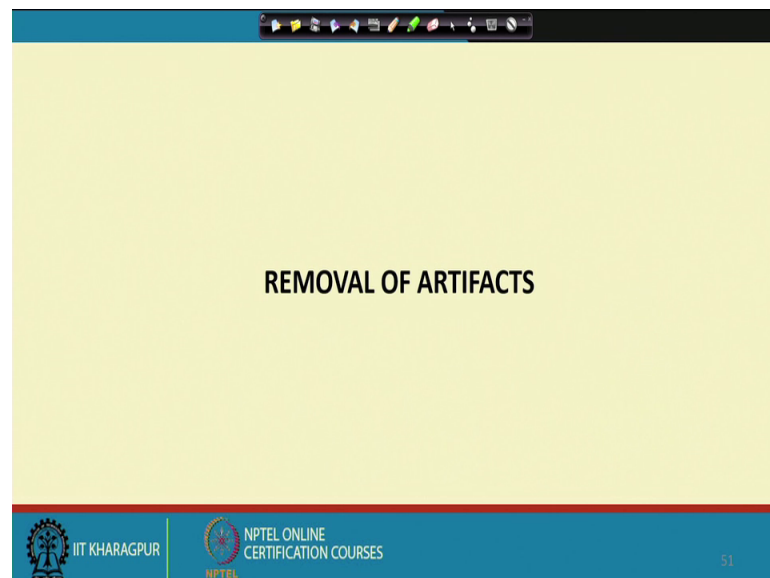 REMOVAL OF ARTIFACTS
IIT KHARAGPUR
NPTEL
NPTEL ONLINE
CERTIFICATION COURSES
51